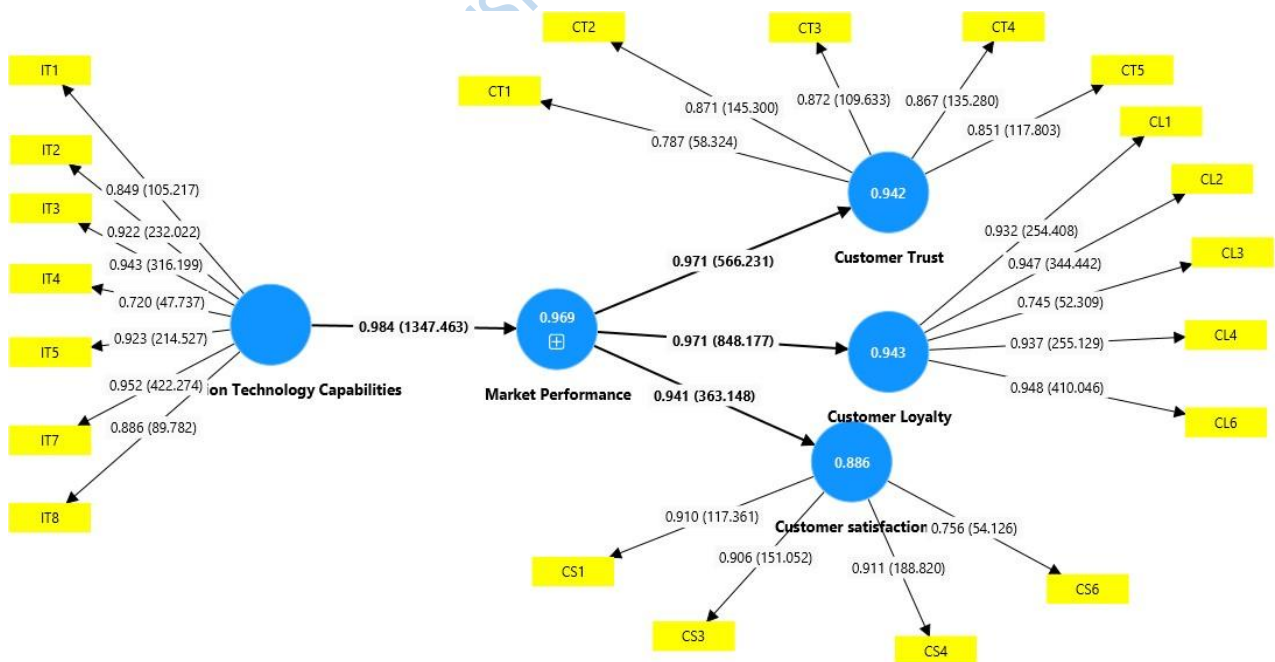 CT2
CT3
CT4
IT1
CT5
CT1
0.871 (145.300)
0.872 (109.633)
0.867 (135.280)
0.851 (117.803)
CL1
0.787 (58.324)
IT2
CL2
0.849 (105.217)
0.942
IT3
0.922 (232.022)
0.932 (254.408)
CL3
Customer Trust
0.943 (316.199)
0.947 (344.442)
0.971 (566.231)
IT4
0.720 (47.737)
0.745 (52.309)
0.969
0.984 (1347.463)
CL4
0.923 (214.527)
0.971 (848.177)
0.937 (255.129)
IT5
0.943
0.952 (422.274)
on Technology Capabilities
Market Performance
0.941 (363.148)
0.948 (410.046)
Customer Loyalty
CL6
0.886 (89.782)
IT7
0.886
IT8
0.910 (117.361)
Customer satisfaction
0.756 (54.126)
0.906 (151.052)
0.911 (188.820)
CS1
CS6
CS3
CS4